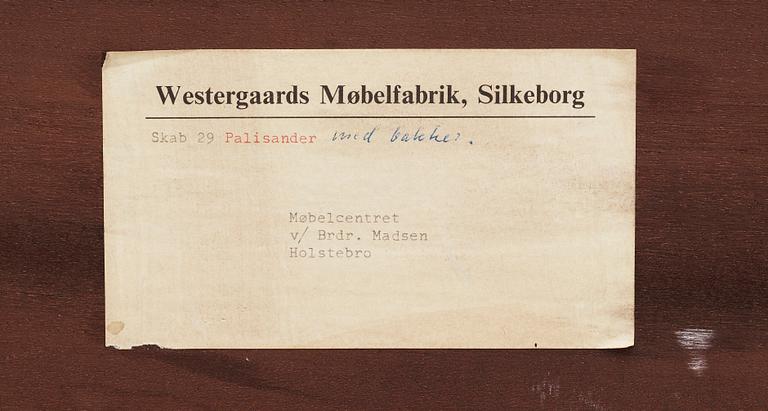 Westergaards Møbelfabrik, Silkeborg
Skab 29 Palisander med bakker.
Møbelcentret
v/ Brdr. Madsen
Holstebro